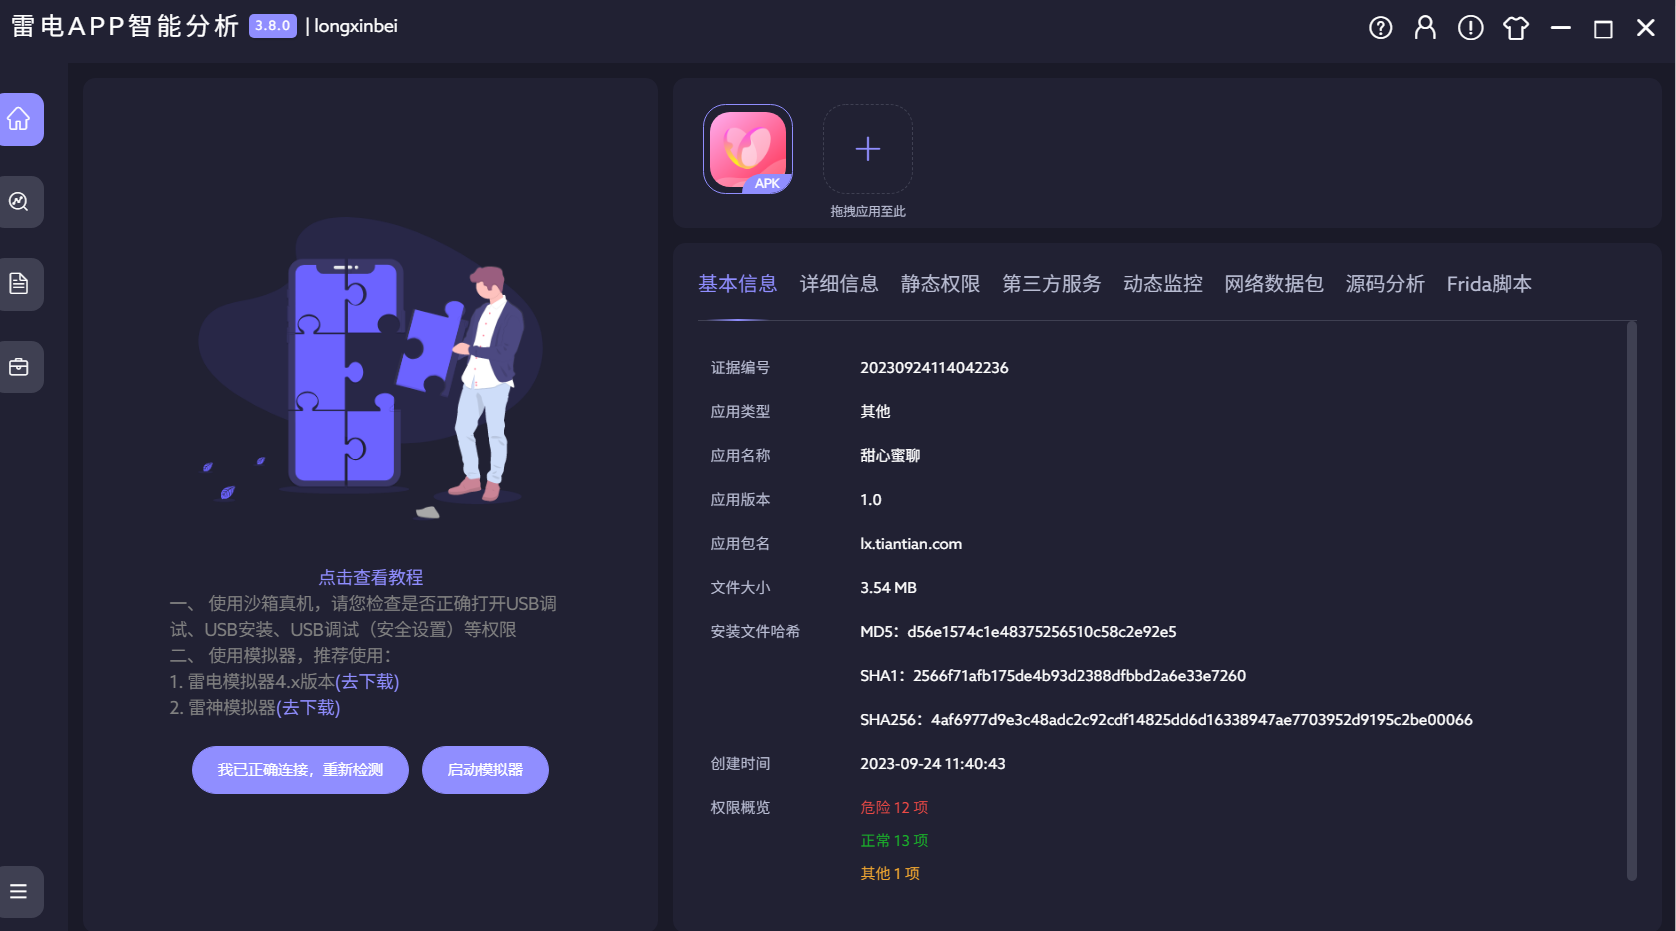 雷电APP智能分析 3.8.0 | longxinbei
APK
拖拽应用至此
基本信息 详细信息 静态权限 第三方服务 动态监控 网络数据包 源码分析 Frida脚本
证据编号 20230924114042236
应用类型 其他
应用名称 甜心蜜聊
应用版本 1.0
应用包名 lx.tiantian.com
文件大小 3.54 MB
安装文件哈希 MD5：d56e1574c1e48375256510c58c2e92e5
SHA1：2566f71afb175de4b93d2388dfbbd2a6e33e7260
SHA256：4af6977d9e3c48adc2c92cdf14825dd6d16338947ae7703952d9195c2be00066
创建时间 2023-09-24 11:40:43
权限概览 危险 12 项
正常 13 项
其他 1 项
点击查看教程
一、 使用沙箱真机，请您检查是否正确打开USB调
试、USB安装、USB调试（安全设置）等权限
二、 使用模拟器，推荐使用：
1. 雷电模拟器4.x版本(去下载)
2. 雷神模拟器(去下载)
我已正确连接，重新检测 启动模拟器